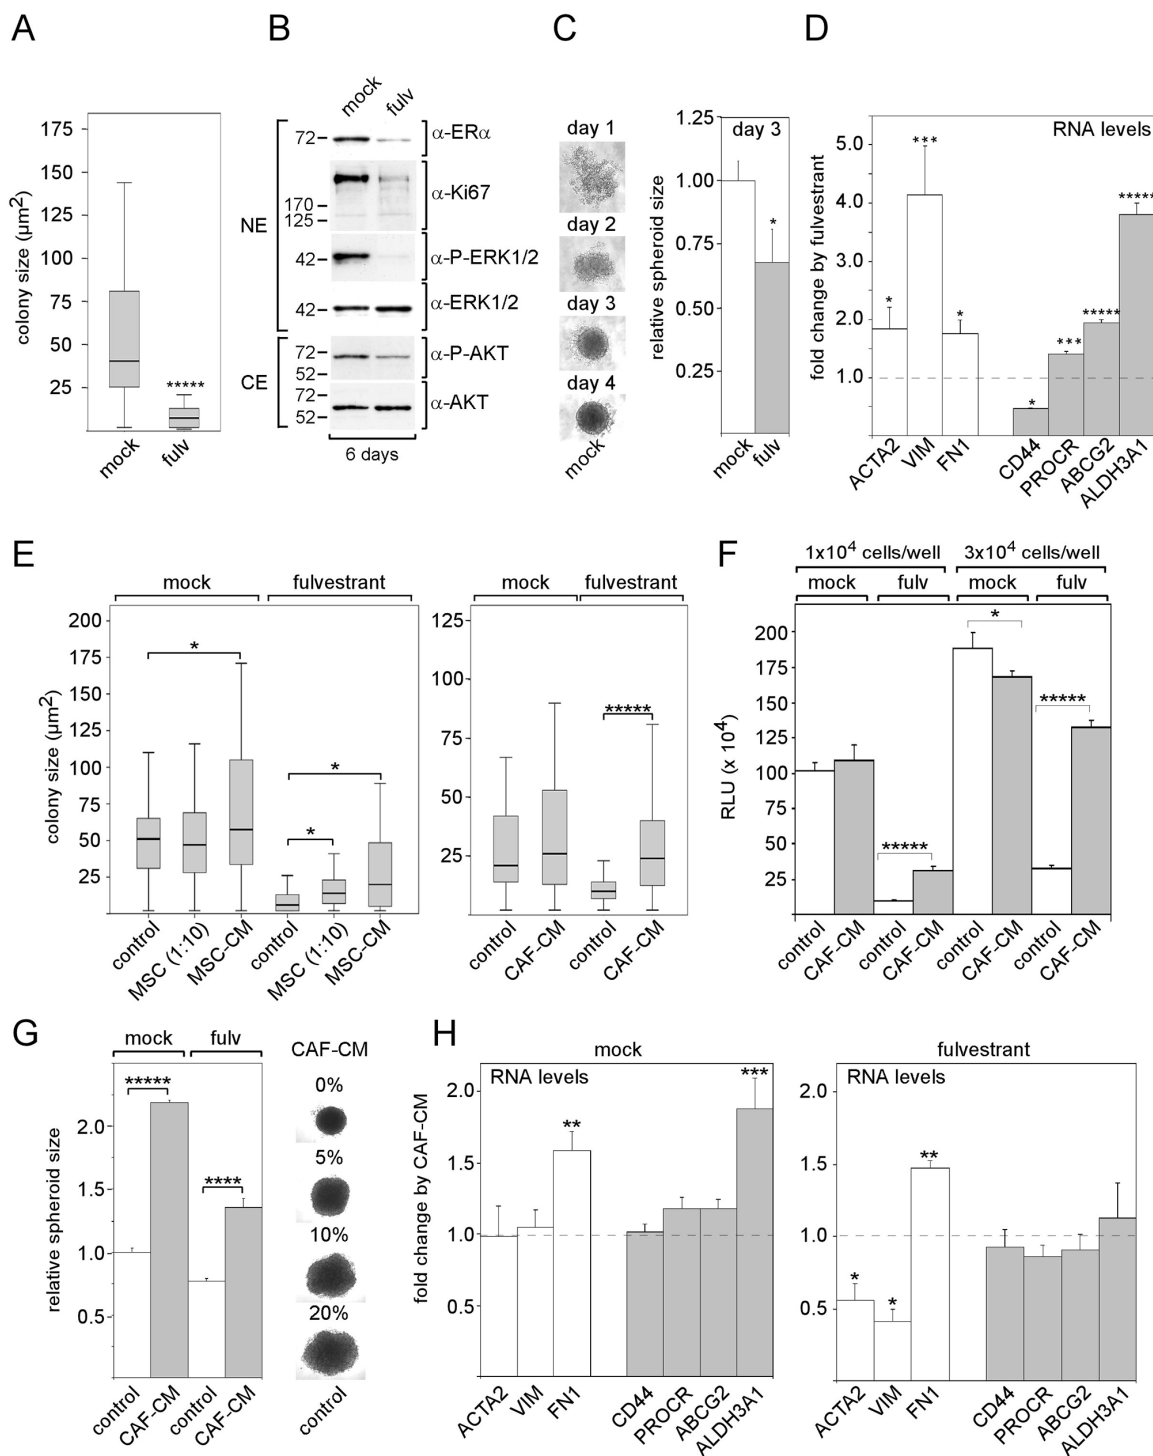 A
B
C
D
175
150
125
100
75
50
25
colony size (µm²)
*****
mock
fulv
mock
fulv
NE
CE
72
170
125
42
42
72
52
72
52
α-ERα
α-Ki67
α-P-ERK1/2
α-ERK1/2
α-P-AKT
α-AKT
6 days
day 1
day 2
day 3
day 4
mock
relative spheroid size
1.25
1.00
0.75
0.50
0.25
day 3
*
mock
fulv
fold change by fulvestrant
RNA levels
5.0
4.0
3.0
2.0
1.0
*
***
*
*
***
*****
*****
ACTA2
VIM
FN1
CD44
PROCR
ABCG2
ALDH3A1
E
mock
fulvestrant
colony size (µm²)
200
175
150
125
100
75
50
25
*
*
*
control
MSC (1:10)
MSC-CM
control
MSC (1:10)
MSC-CM
mock
fulvestrant
125
100
75
50
25
*****
control
CAF-CM
control
CAF-CM
F
1x10⁴ cells/well
3x10⁴ cells/well
mock
fulv
mock
fulv
RLU (x 10⁴)
200
175
150
125
100
75
50
25
*****
*
*****
control
CAF-CM
control
CAF-CM
control
CAF-CM
control
CAF-CM
G
mock
fulv
relative spheroid size
2.0
1.5
1.0
0.5
*****
****
control
CAF-CM
control
CAF-CM
CAF-CM
0%
5%
10%
20%
control
H
mock
fold change by CAF-CM
RNA levels
2.0
1.5
1.0
0.5
**
***
ACTA2
VIM
FN1
CD44
PROCR
ABCG2
ALDH3A1
fulvestrant
RNA levels
2.0
1.5
1.0
0.5
*
*
**
ACTA2
VIM
FN1
CD44
PROCR
ABCG2
ALDH3A1